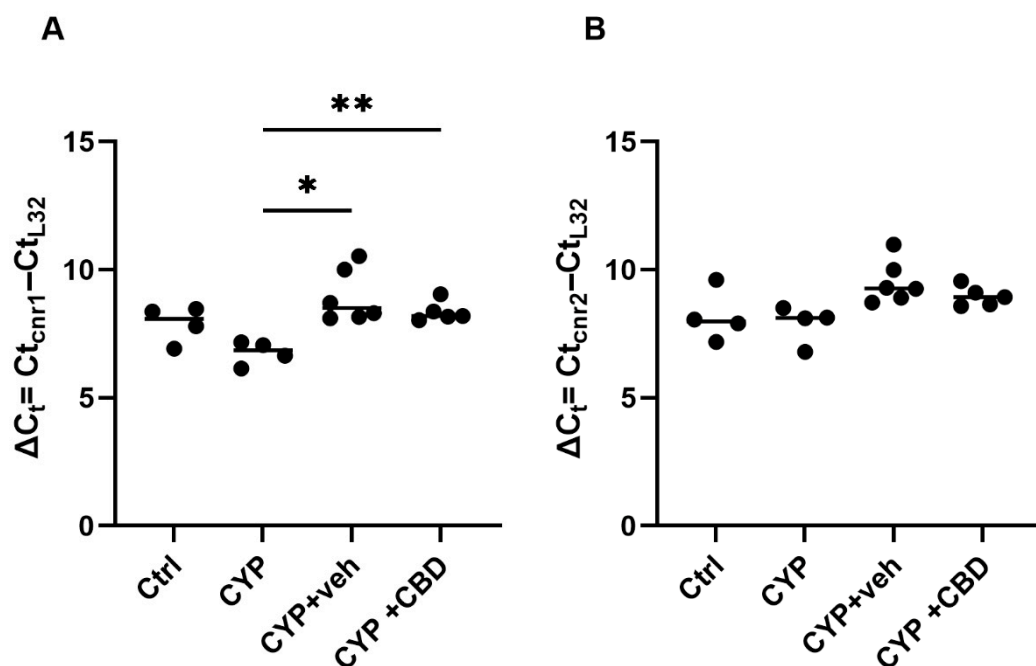 A
B
**
*
15
10
5
0
ΔCt= Ctcnr1−CtL32
Ctrl
CYP
CYP+veh
CYP +CBD
15
10
5
0
ΔCt= Ctcnr2−CtL32
Ctrl
CYP
CYP+veh
CYP +CBD